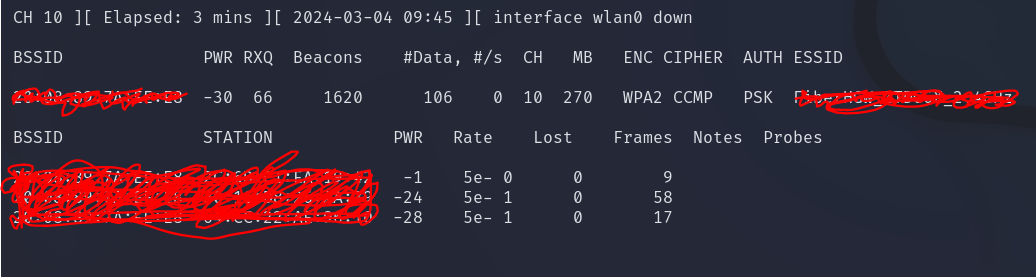 CH 10 ][ Elapsed: 3 mins ][ 2024-03-04 09:45 ][ interface wlan0 down
BSSID PWR RXQ Beacons #Data, #/s CH MB ENC CIPHER AUTH ESSID
-30 66 1620 106 0 10 270 WPA2 CCMP PSK
BSSID STATION PWR Rate Lost Frames Notes Probes
-1 5e- 0 0 9
-24 5e- 1 0 58
-28 5e- 1 0 17